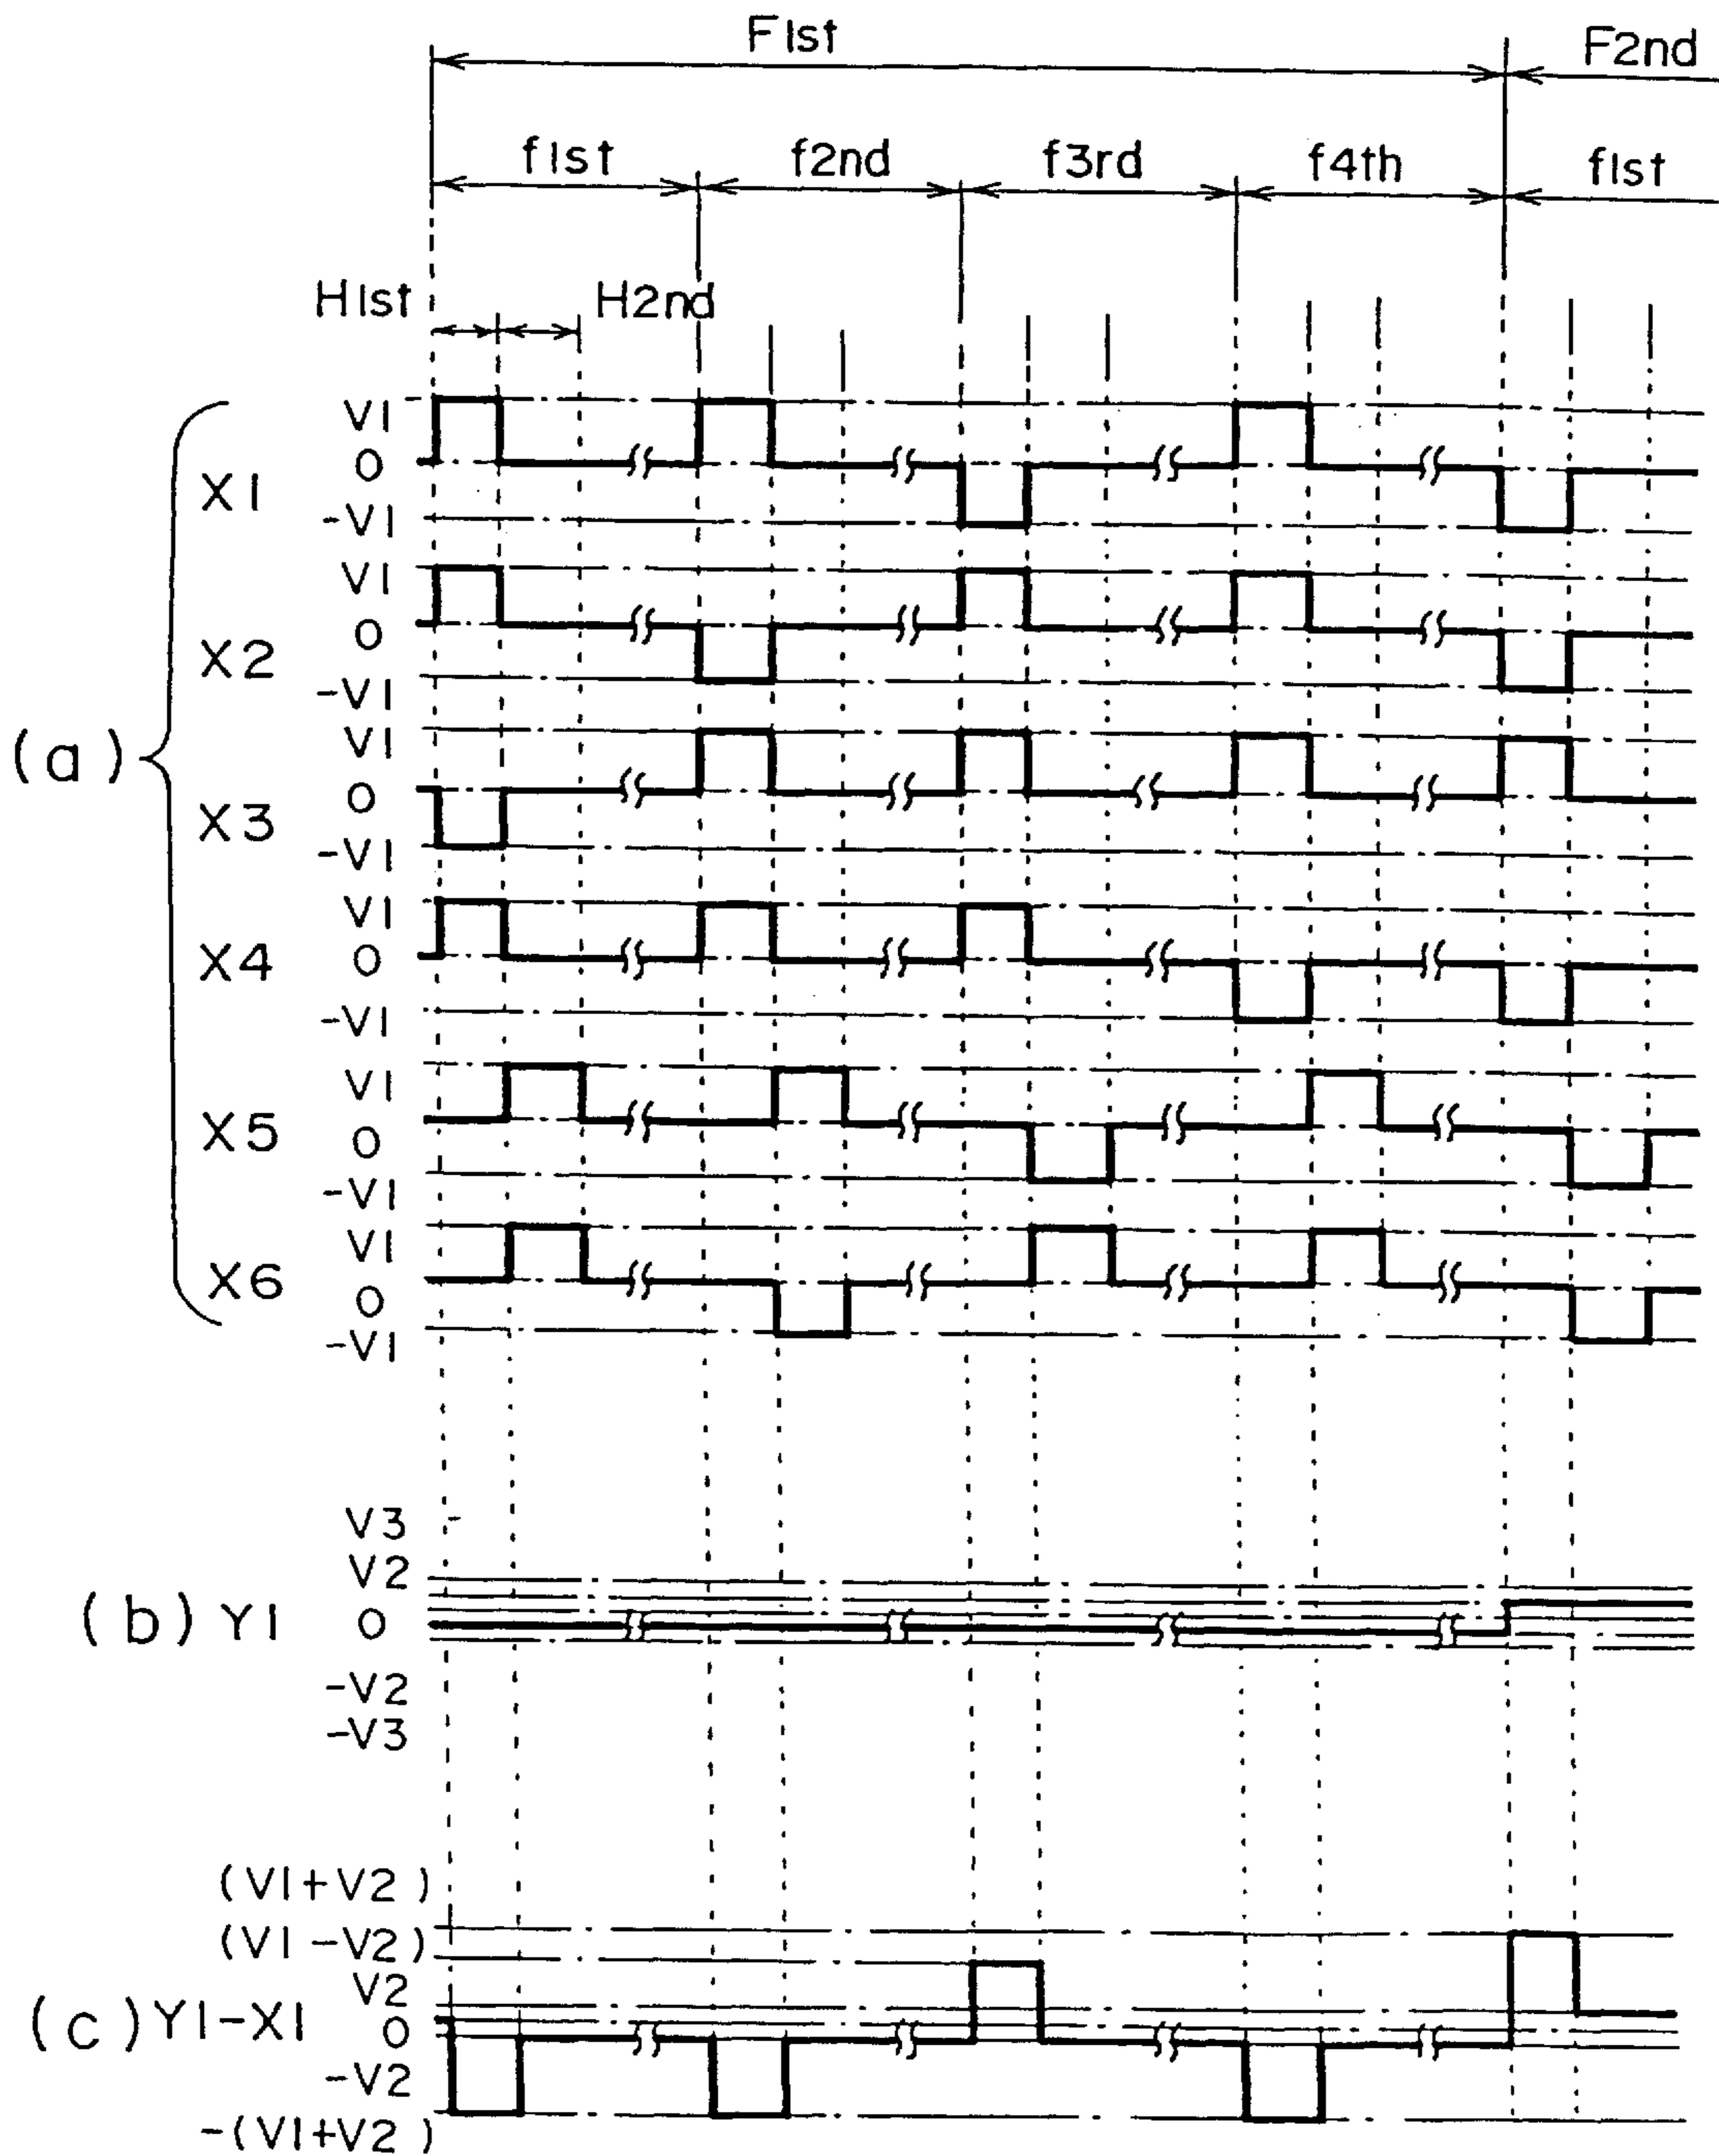 F1st F2nd
f1st f2nd f3rd f4th f1st
H1st H2nd
(a)
X1 V1 0 -V1
X2 V1 0 -V1
X3 V1 0 -V1
X4 V1 0 -V1
X5 V1 0 -V1
X6 V1 0 -V1
V3
V2
(b) Y1 0
-V2
-V3
(V1+V2)
(V1-V2)
V2
(c) Y1-X1 0
-V2
-(V1+V2)